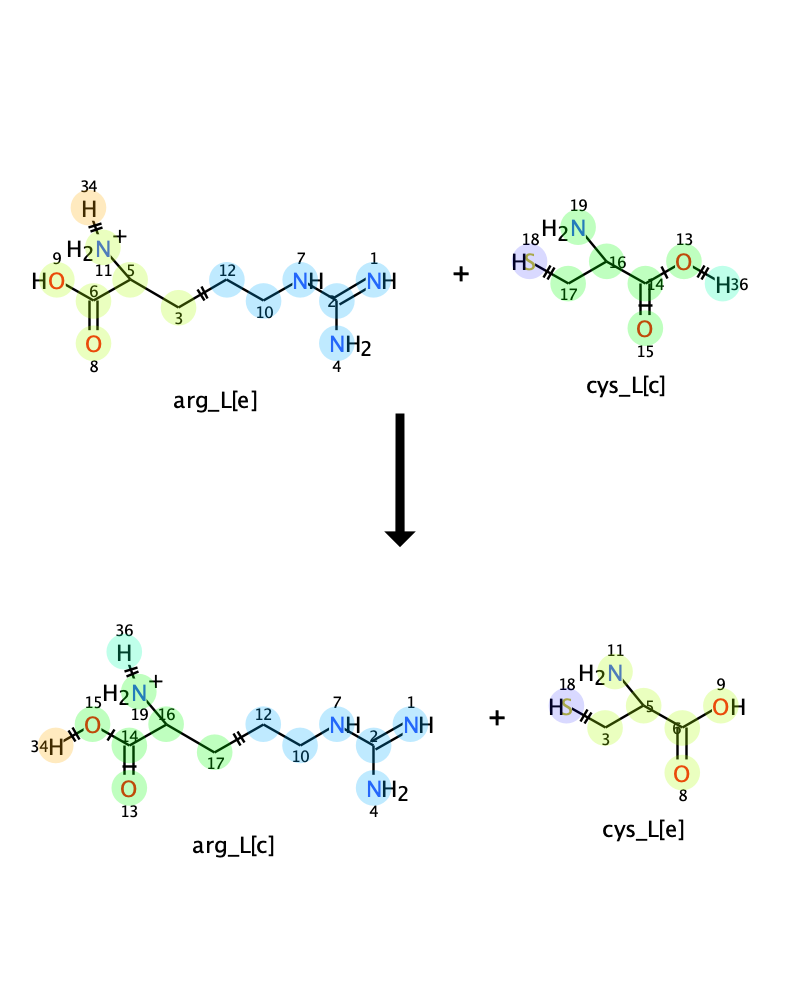 34
H
H2N+
19
H2N
9
11
5
7
1
12
18
HS
16
13
O
H36
HO
6
NH
NH
+
17
14
3
10
2
O
8
NH2
4
O
15
arg_L[e]
cys_L[c]
36
H
H2N+
11
H2N
15
19
16
7
1
12
18
HS
5
9
OH
34H
O
14
NH
NH
+
3
6
17
10
2
O
13
NH2
4
O
8
arg_L[c]
cys_L[e]